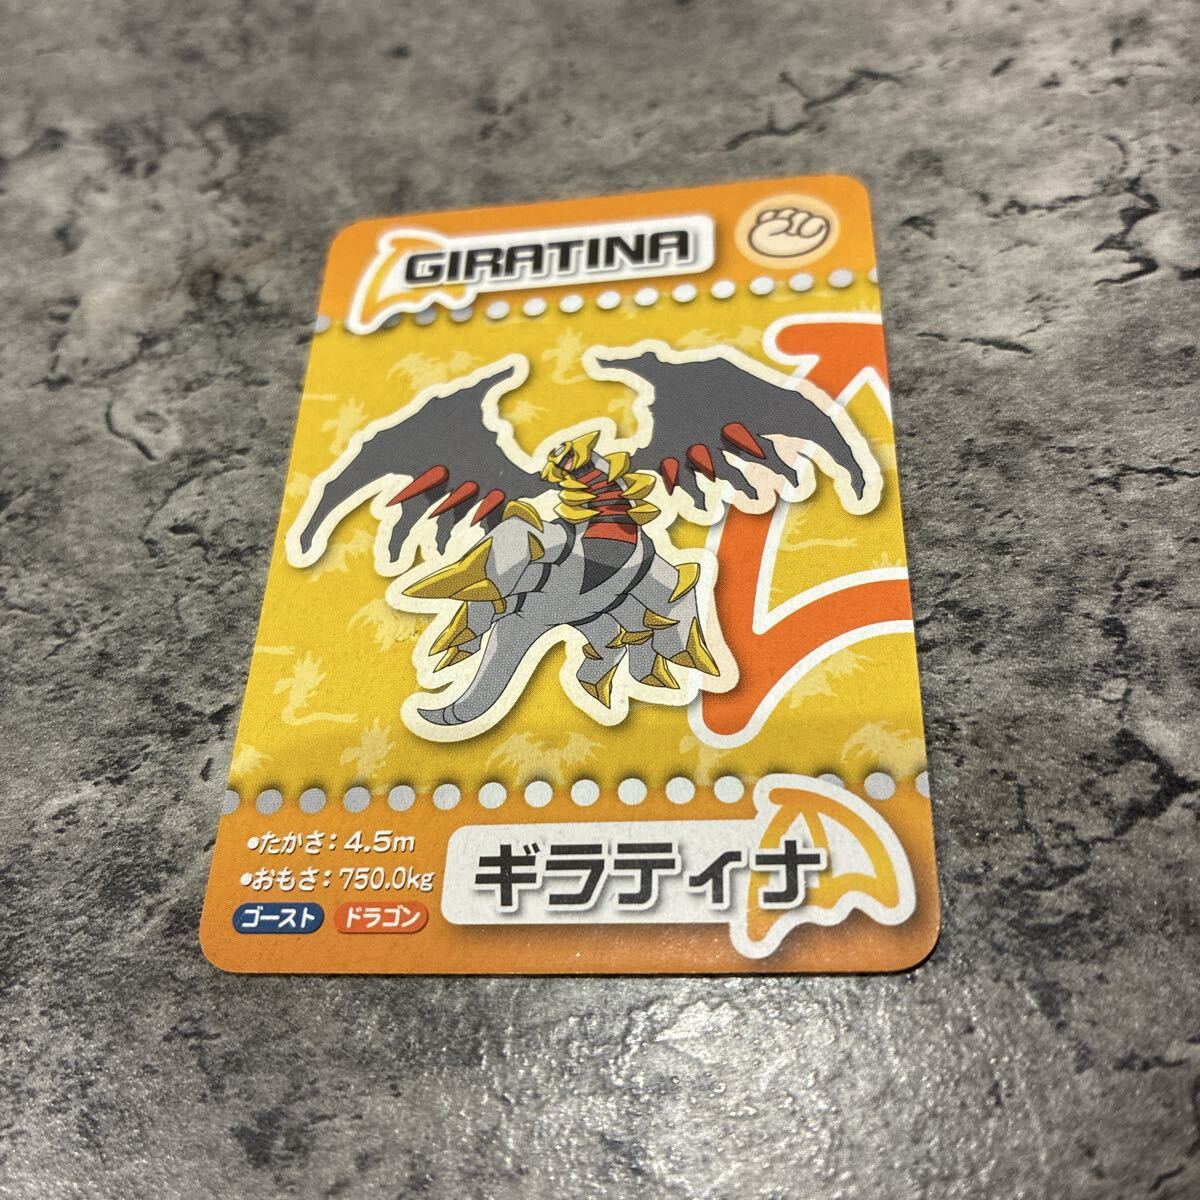 GIRATINA
•たかさ：4.5m
•おもさ：750.0kg
ゴースト ドラゴン
ギラティナ